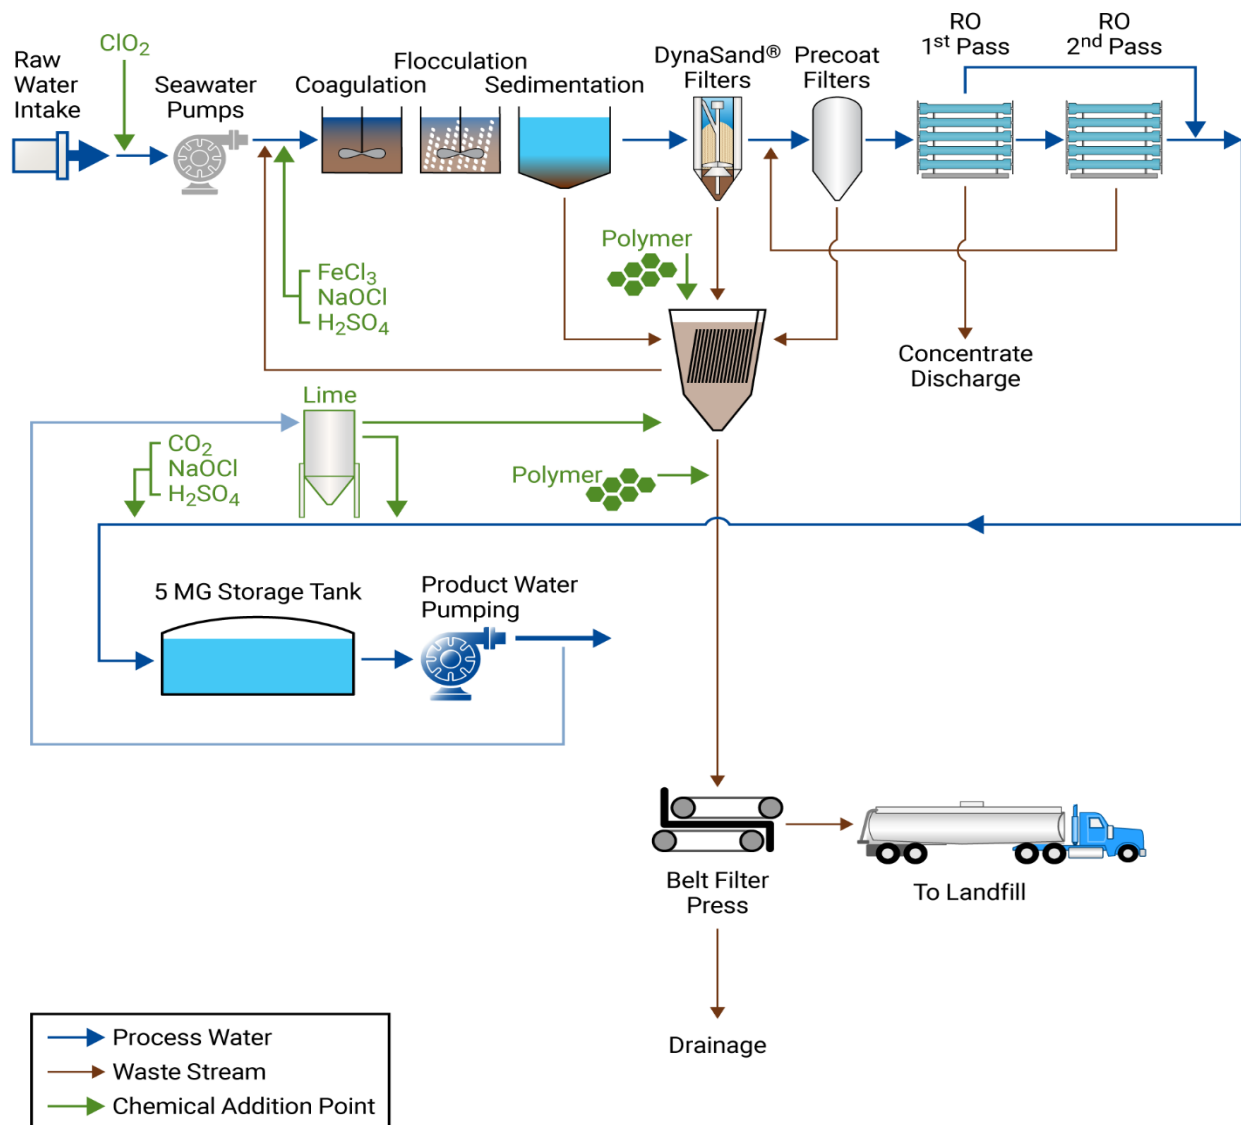 ClO₂
Raw
Water
Intake
Seawater
Pumps
Coagulation
Flocculation
Sedimentation
DynaSand®
Filters
Precoat
Filters
RO
1st Pass
RO
2nd Pass
FeCl₃
NaOCl
H₂SO₄
Polymer
Concentrate
Discharge
Lime
CO₂
NaOCl
H₂SO₄
Polymer
5 MG Storage Tank
Product Water
Pumping
Belt Filter
Press
To Landfill
Drainage
Process Water
Waste Stream
Chemical Addition Point